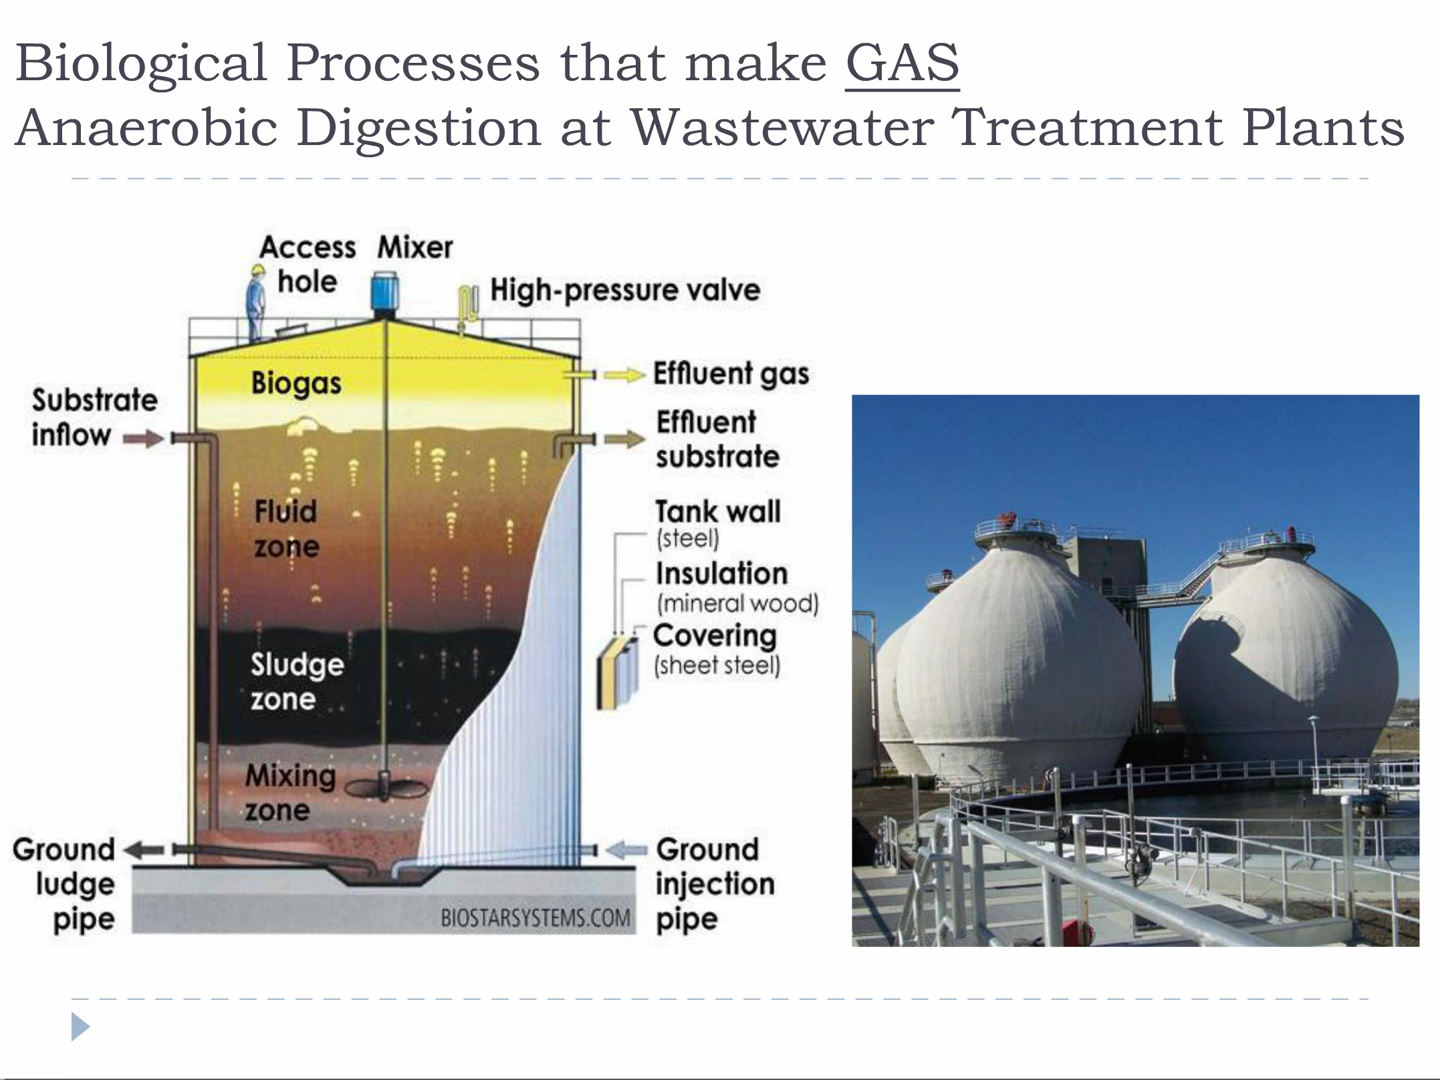 Biological Processes that make GAS
Anaerobic Digestion at Wastewater Treatment Plants
Access
hole
Mixer
High-pressure valve
Biogas
Effluent gas
Substrate
inflow
Effluent
substrate
Fluid
zone
Tank wall
(steel)
Insulation
(mineral wood)
Covering
(sheet steel)
Sludge
zone
Mixing
zone
Ground
ludge
pipe
Ground
injection
pipe
BIOSTARSYSTEMS.COM